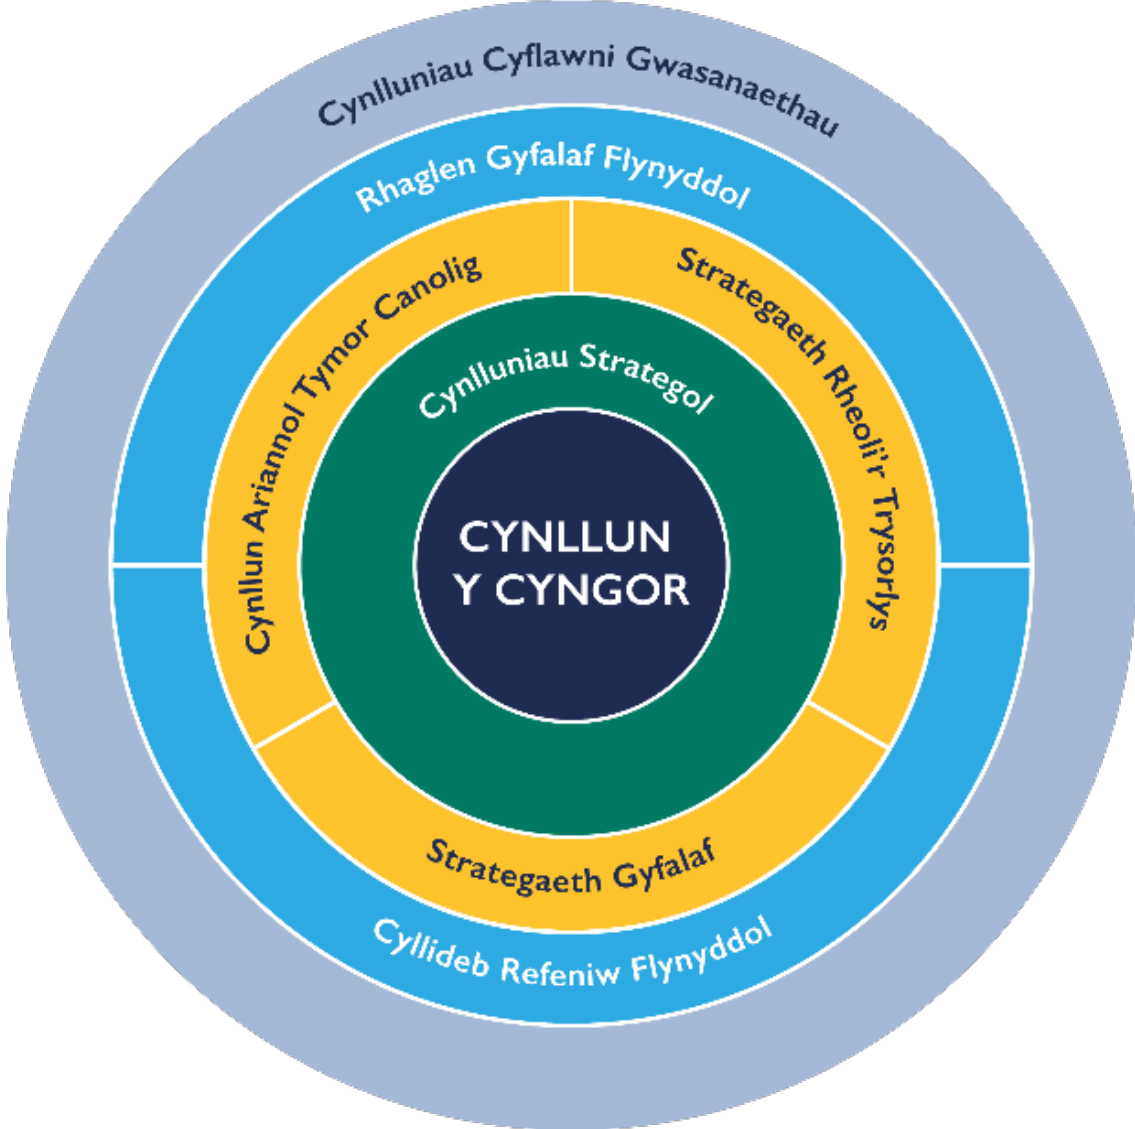 Cynlluniau Cyflawni Gwasanaethau
Rhaglen Gyfalaf Flynyddol
Cynllun Ariannol Tymor Canolig
Strategaeth Rheoli'r Trysorlys
Cynlluniau Strategol
CYNLLUN
Y CYNGOR
Strategaeth Gyfalaf
Cyllideb Refeniw Flynyddol